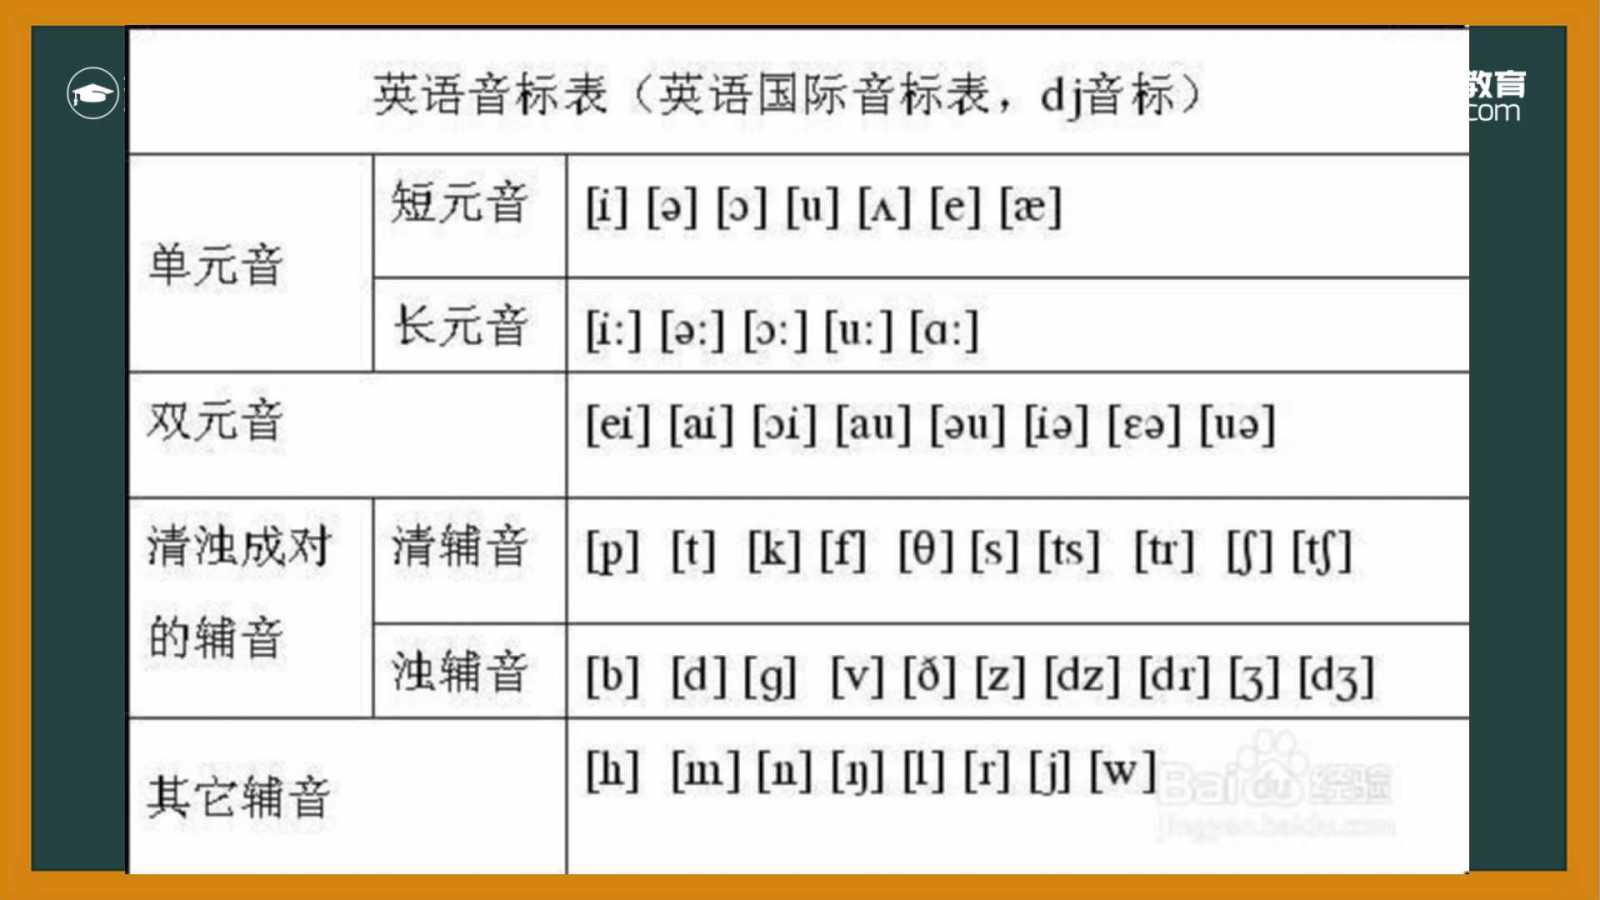 英语音标表（英语国际音标表，dj音标）
教育
com
单元音
短元音
[i] [ə] [ɔ] [u] [ʌ] [e] [æ]
长元音
[i:] [ə:] [ɔ:] [u:] [ɑ:]
双元音
[ei] [ai] [ɔi] [au] [əu] [iə] [ɛə] [uə]
清浊成对
的辅音
清辅音
[p] [t] [k] [f] [θ] [s] [ts] [tr] [ʃ] [tʃ]
浊辅音
[b] [d] [g] [v] [ð] [z] [dz] [dr] [ʒ] [dʒ]
其它辅音
[h] [m] [n] [ŋ] [l] [r] [j] [w]
Baidu 经验
jingyan.baidu.com